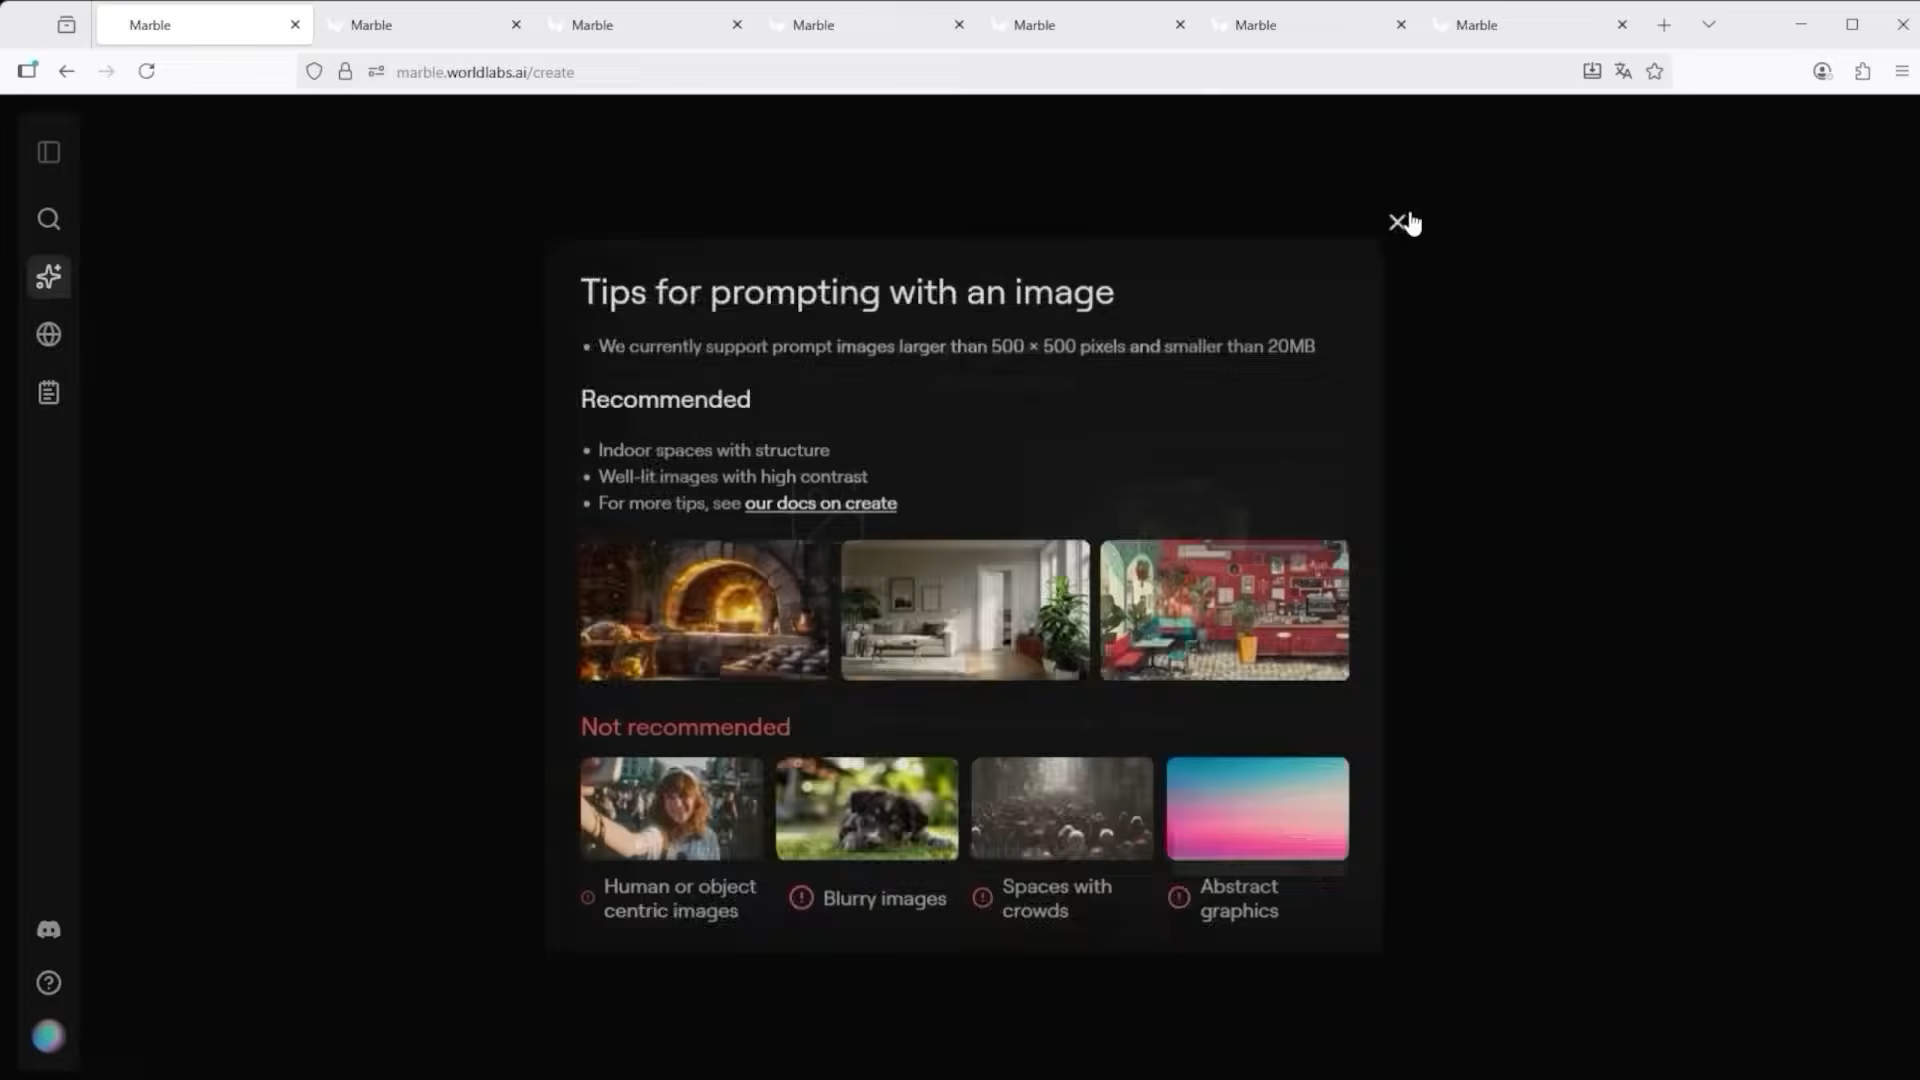 Marble
Marble
Marble
Marble
Marble
Marble
Marble
marble.worldlabs.ai/create
Tips for prompting with an image
• We currently support prompt images larger than 500 × 500 pixels and smaller than 20MB
Recommended
• Indoor spaces with structure
• Well-lit images with high contrast
• For more tips, see our docs on create
Not recommended
Human or object
centric images
Blurry images
Spaces with
crowds
Abstract
graphics